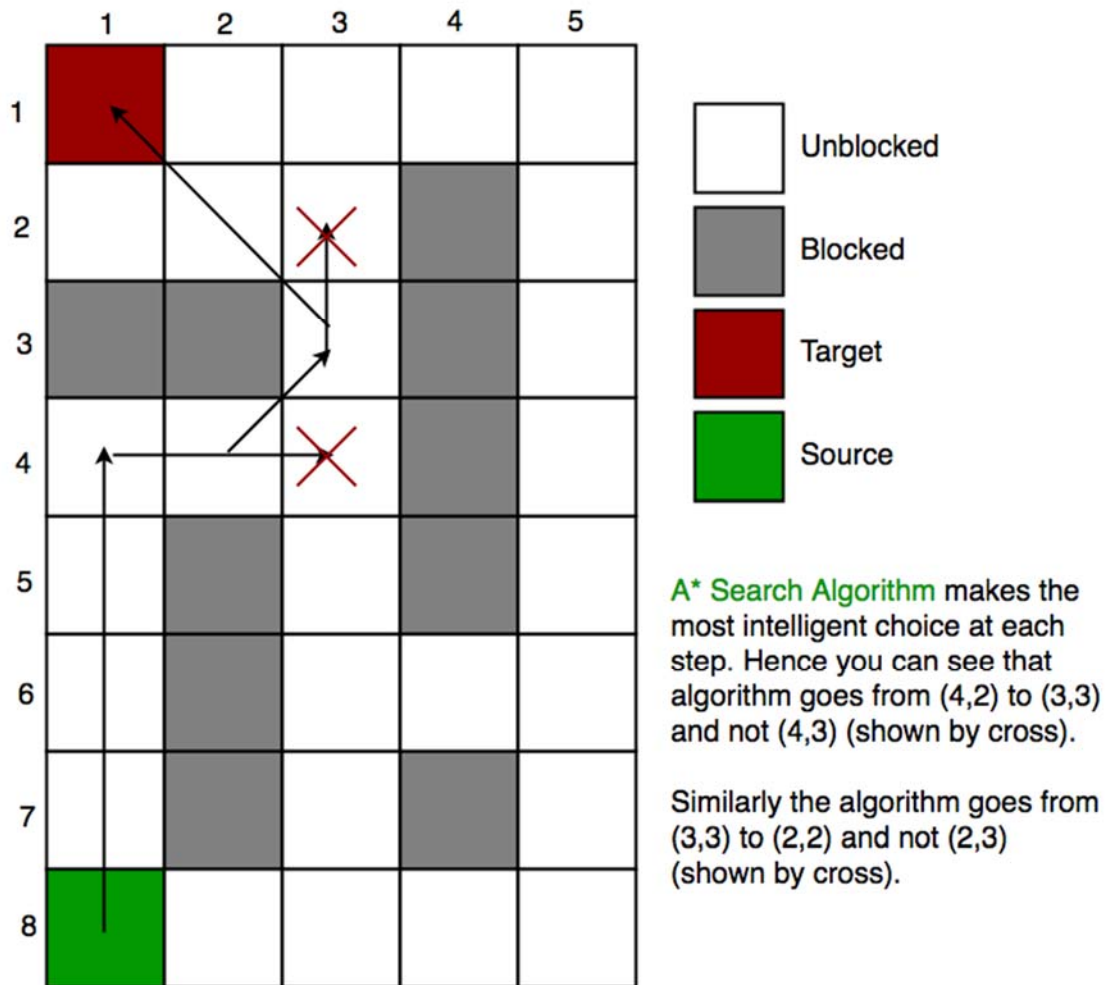 1 2 3 4 5
1
2
3
4
5
6
7
8
Unblocked
Blocked
Target
Source
A* Search Algorithm makes the
most intelligent choice at each
step. Hence you can see that
algorithm goes from (4,2) to (3,3)
and not (4,3) (shown by cross).
Similarly the algorithm goes from
(3,3) to (2,2) and not (2,3)
(shown by cross).